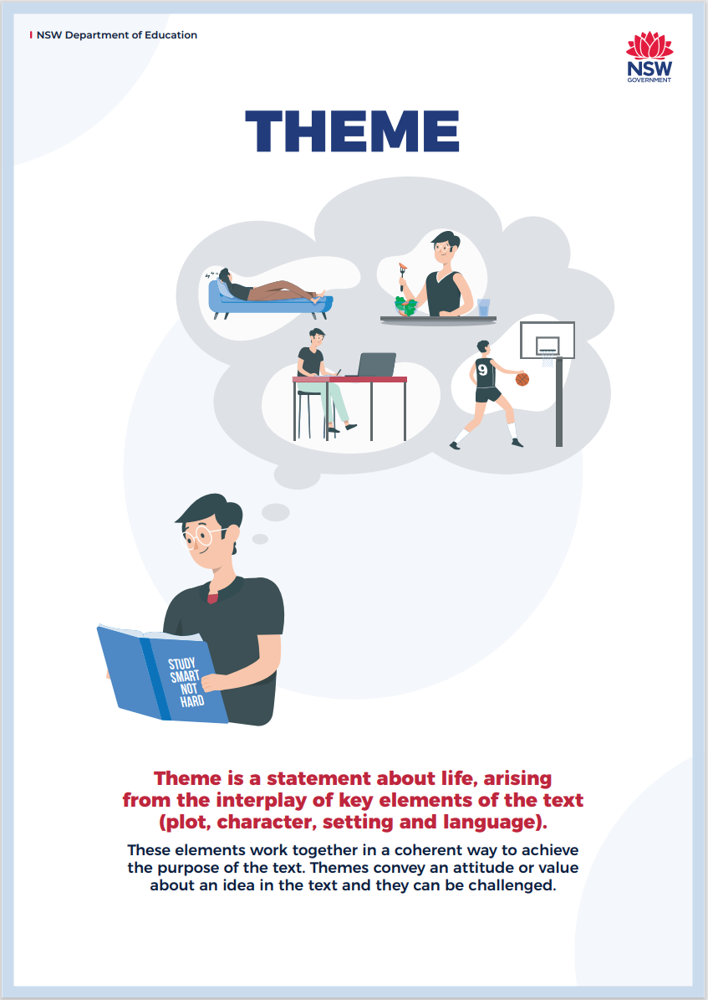 NSW Department of Education
NSW
GOVERNMENT
THEME
9
STUDY
SMART
NOT
HARD
Theme is a statement about life, arising
from the interplay of key elements of the text
(plot, character, setting and language).
These elements work together in a coherent way to achieve
the purpose of the text. Themes convey an attitude or value
about an idea in the text and they can be challenged.